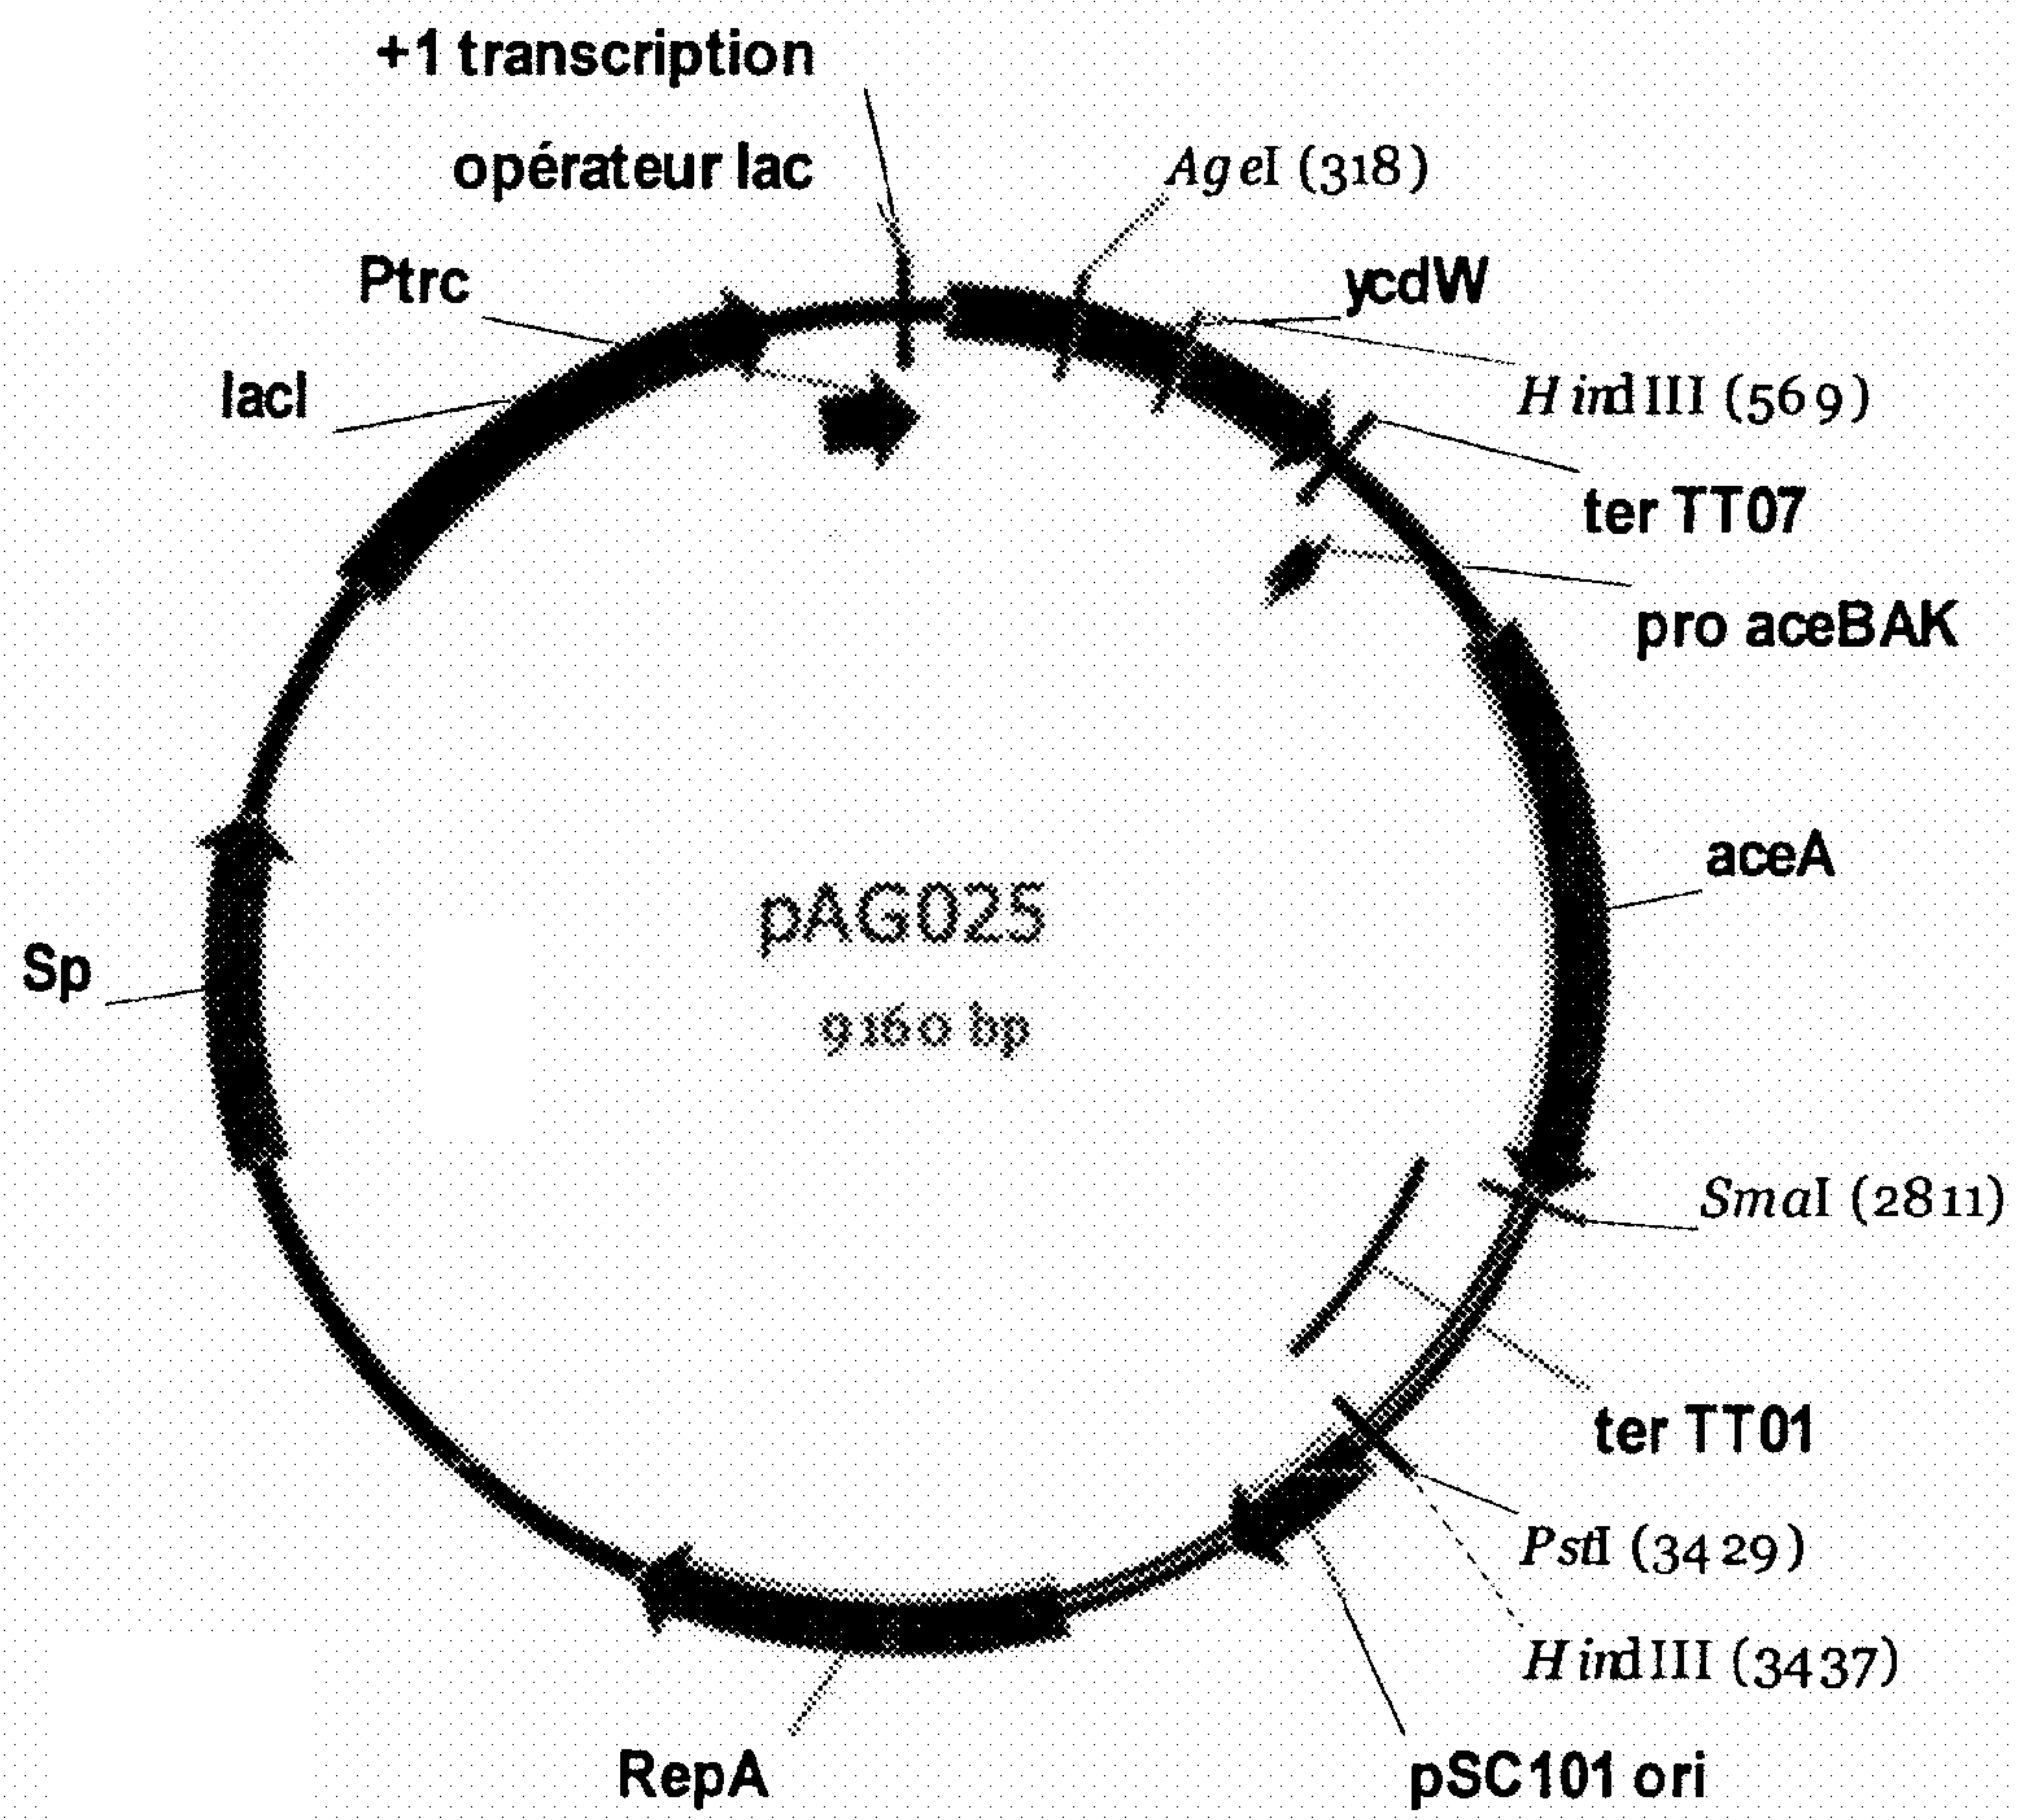 +1 transcription
opérateur lac
AgeI (318)
Ptrc
ycdW
lacI
HindIII (569)
ter TT07
pro aceBAK
aceA
pAG025
Sp
9160 bp
SmaI (2811)
ter TT01
PstI (3429)
HindIII (3437)
RepA
pSC101 ori